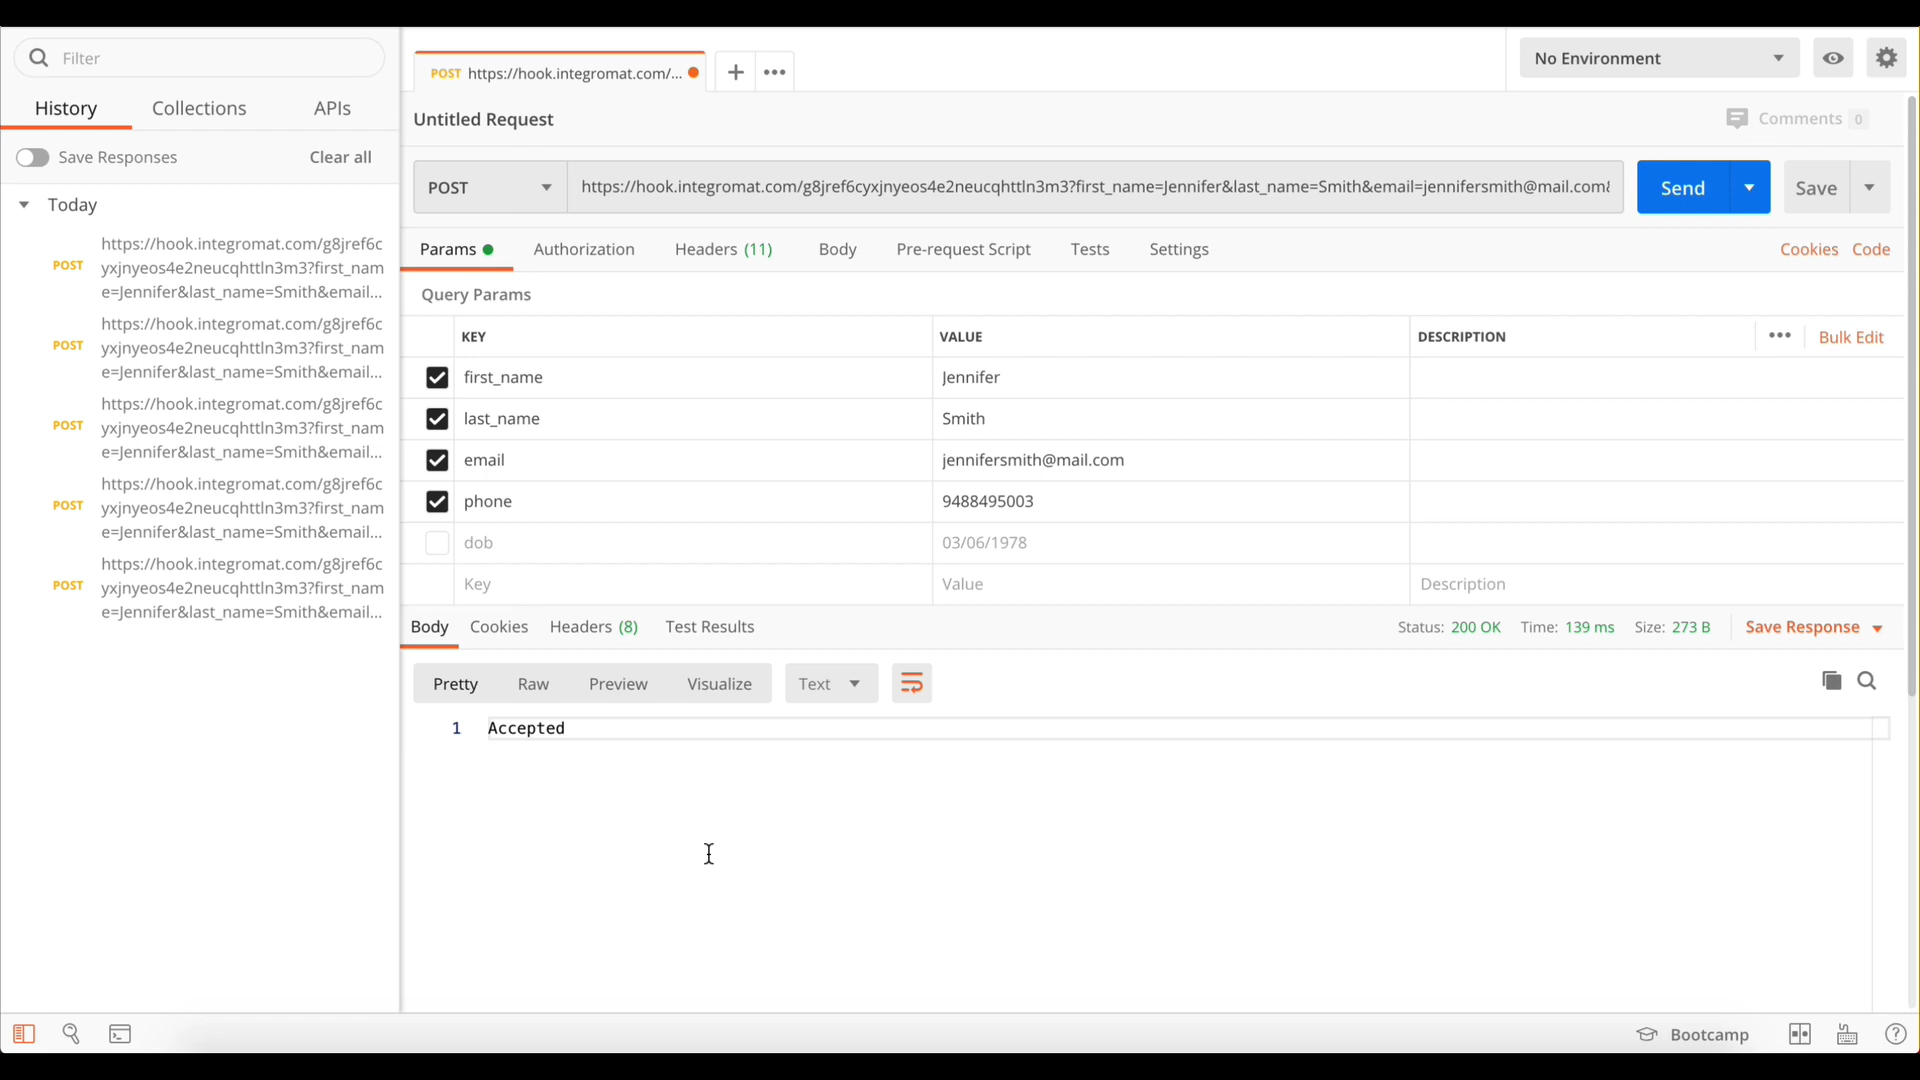 Filter
History Collections APIs
Save Responses Clear all
Today
POST https://hook.integromat.com/g8jref6c
yxjnyeos4e2neucqhttln3m3?first_nam
e=Jennifer&last_name=Smith&email...
POST https://hook.integromat.com/g8jref6c
yxjnyeos4e2neucqhttln3m3?first_nam
e=Jennifer&last_name=Smith&email...
POST https://hook.integromat.com/g8jref6c
yxjnyeos4e2neucqhttln3m3?first_nam
e=Jennifer&last_name=Smith&email...
POST https://hook.integromat.com/g8jref6c
yxjnyeos4e2neucqhttln3m3?first_nam
e=Jennifer&last_name=Smith&email...
POST https://hook.integromat.com/g8jref6c
yxjnyeos4e2neucqhttln3m3?first_nam
e=Jennifer&last_name=Smith&email...
POST https://hook.integromat.com/...
No Environment
Untitled Request
Comments 0
POST https://hook.integromat.com/g8jref6cyxjnyeos4e2neucqhttln3m3?first_name=Jennifer&last_name=Smith&email=jennifersmith@mail.com& Send Save
Params Authorization Headers (11) Body Pre-request Script Tests Settings Cookies Code
Query Params
KEY VALUE DESCRIPTION Bulk Edit
first_name Jennifer
last_name Smith
email jennifersmith@mail.com
phone 9488495003
dob 03/06/1978
Key Value Description
Body Cookies Headers (8) Test Results Status: 200 OK Time: 139 ms Size: 273 B Save Response
Pretty Raw Preview Visualize Text
1 Accepted
Bootcamp